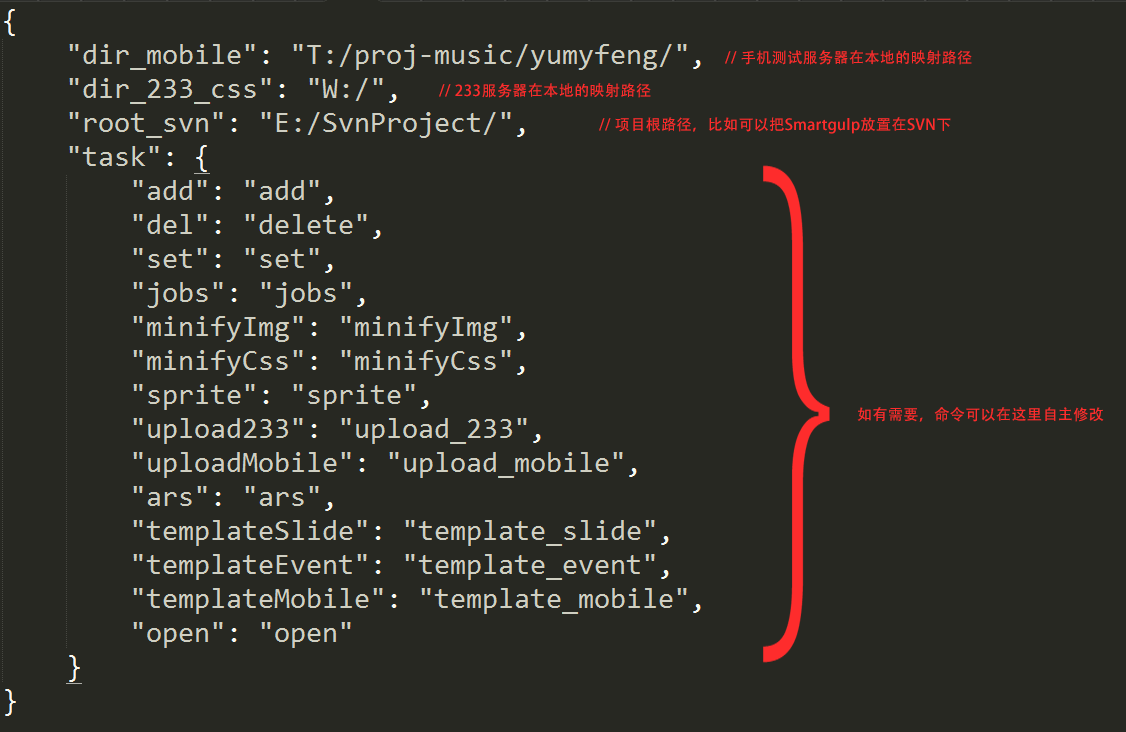 {
"dir_mobile": "T:/proj-music/yumyfeng/", // 手机测试服务器在本地的映射路径
"dir_233_css": "W:/", // 233服务器在本地的映射路径
"root_svn": "E:/SvnProject/", // 项目根路径，比如可以把Smartgulp放置在SVN下
"task": {
"add": "add",
"del": "delete",
"set": "set",
"jobs": "jobs",
"minifyImg": "minifyImg",
"minifyCss": "minifyCss",
"sprite": "sprite",
"upload233": "upload_233",
"uploadMobile": "upload_mobile",
"ars": "ars",
"templateSlide": "template_slide",
"templateEvent": "template_event",
"templateMobile": "template_mobile",
"open": "open"
}
}
如有需要，命令可以在这里自主修改